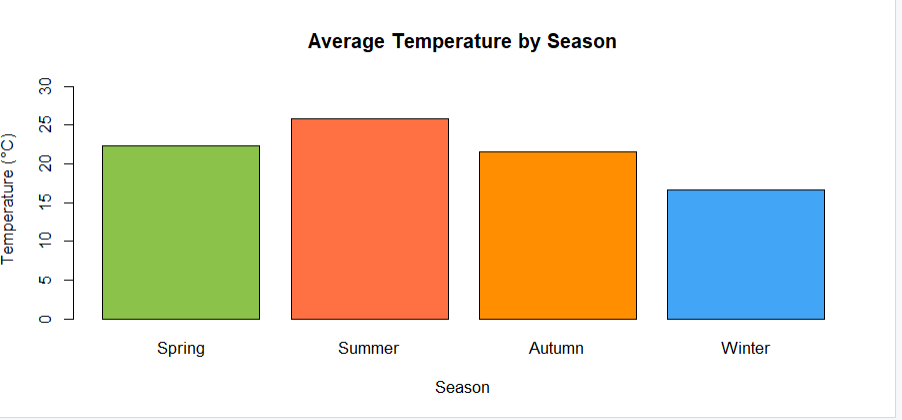 Average Temperature by Season
Temperature (°C)
30
25
20
15
10
5
0
Spring Summer Autumn Winter
Season